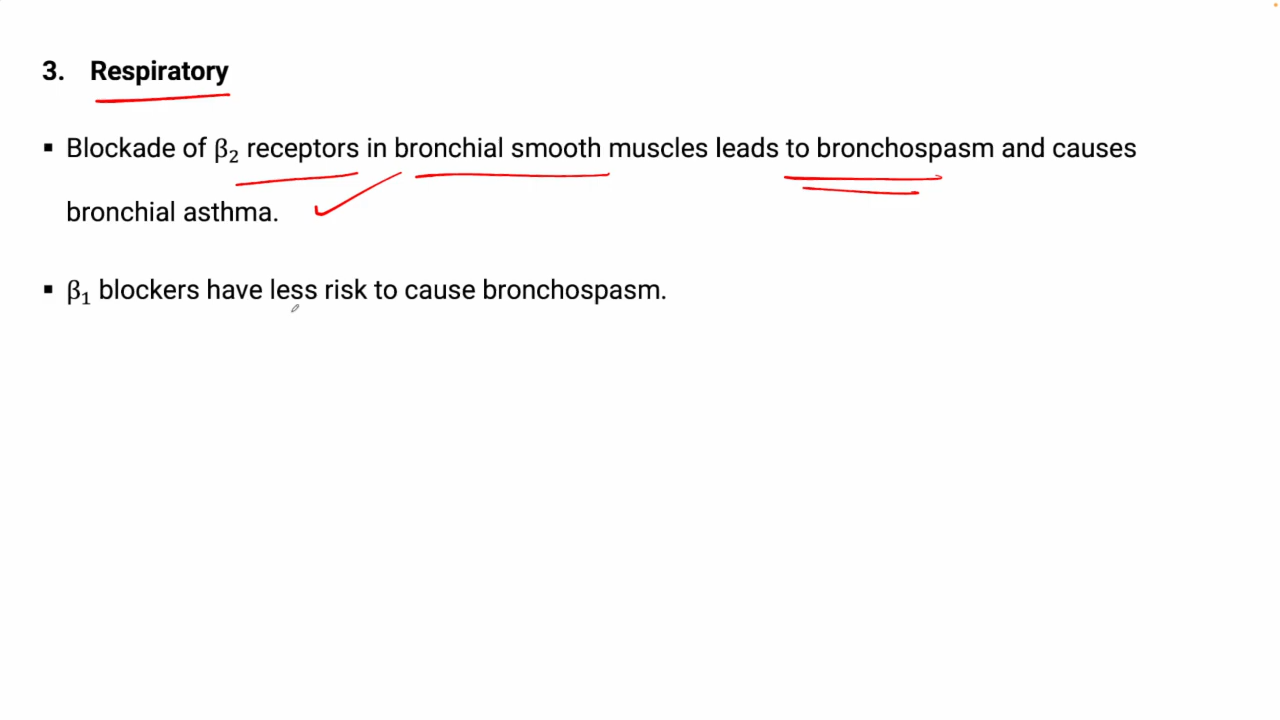 3. Respiratory
▪ Blockade of β₂ receptors in bronchial smooth muscles leads to bronchospasm and causes
bronchial asthma.
▪ β₁ blockers have less risk to cause bronchospasm.